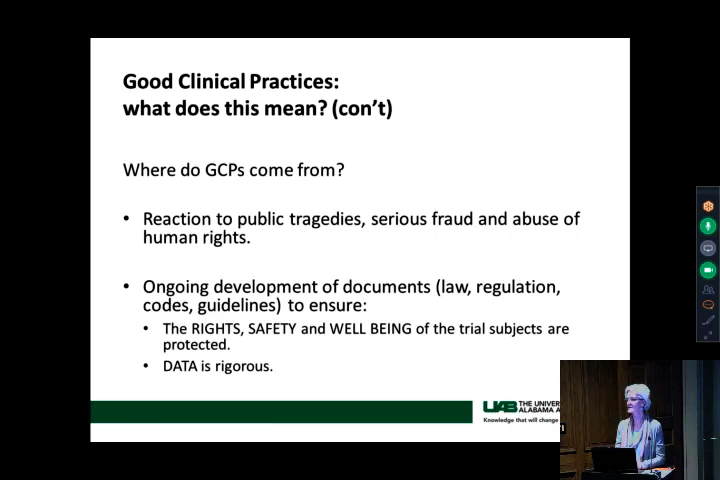 Good Clinical Practices:
what does this mean? (con’t)
Where do GCPs come from?
• Reaction to public tragedies, serious fraud and abuse of
human rights.
• Ongoing development of documents (law, regulation,
codes, guidelines) to ensure:
• The RIGHTS, SAFETY and WELL BEING of the trial subjects are
protected.
• DATA is rigorous.
UAB THE
ALABAMA
Knowledge that will change